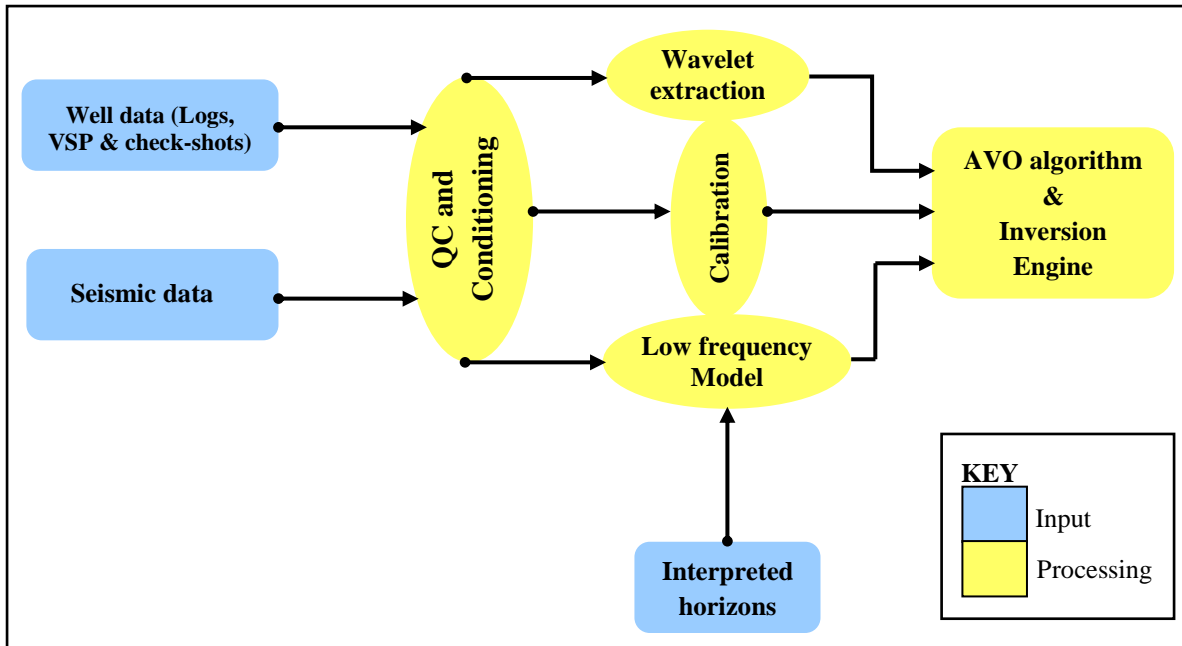 Wavelet
extraction
Well data (Logs,
VSP & check-shots)
QC and
Conditioning
Calibration
AVO algorithm
&
Inversion
Engine
Seismic data
Low frequency
Model
Interpreted
horizons
KEY
Input
Processing